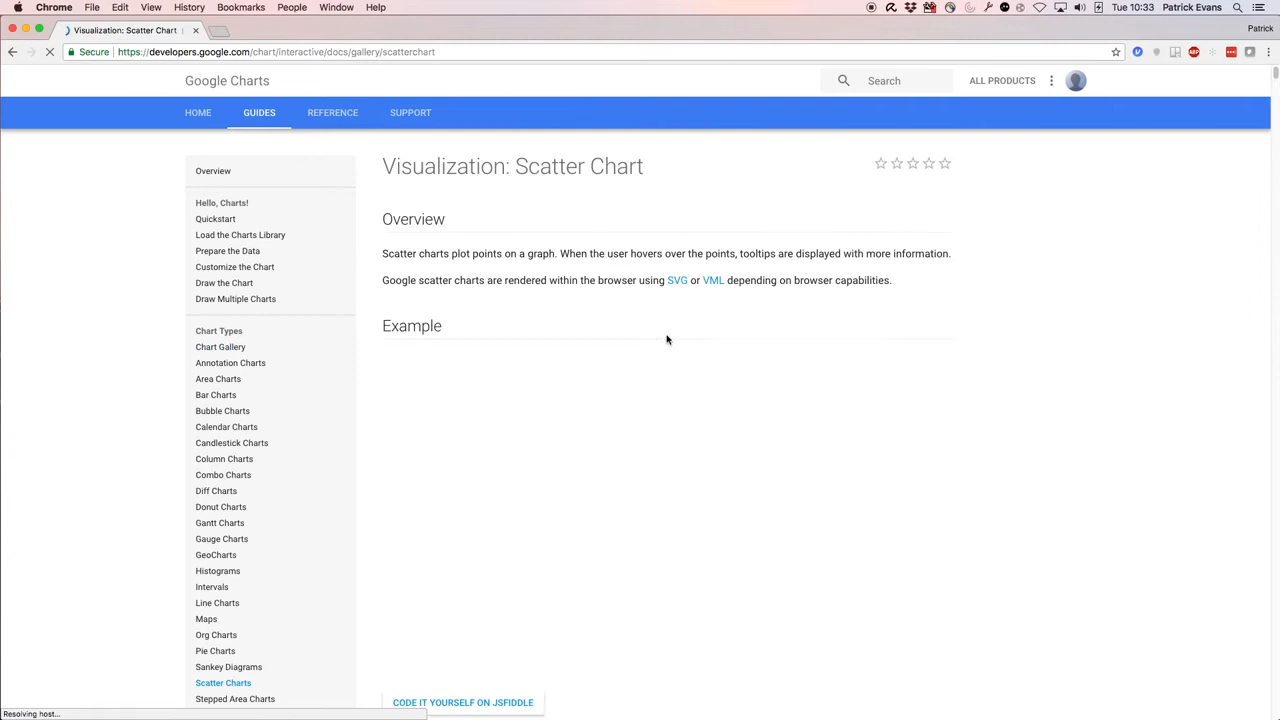 Chrome File Edit View History Bookmarks People Window Help Tue 10:33 Patrick Evans
Visualization: Scatter Chart Patrick
Secure https://developers.google.com/chart/interactive/docs/gallery/scatterchart
Google Charts Search ALL PRODUCTS
HOME GUIDES REFERENCE SUPPORT
Overview
Hello, Charts!
Quickstart
Load the Charts Library
Prepare the Data
Customize the Chart
Draw the Chart
Draw Multiple Charts
Chart Types
Chart Gallery
Annotation Charts
Area Charts
Bar Charts
Bubble Charts
Calendar Charts
Candlestick Charts
Column Charts
Combo Charts
Diff Charts
Donut Charts
Gantt Charts
Gauge Charts
GeoCharts
Histograms
Intervals
Line Charts
Maps
Org Charts
Pie Charts
Sankey Diagrams
Scatter Charts
Stepped Area Charts
Visualization: Scatter Chart
Overview
Scatter charts plot points on a graph. When the user hovers over the points, tooltips are displayed with more information.
Google scatter charts are rendered within the browser using SVG or VML depending on browser capabilities.
Example
CODE IT YOURSELF ON JSFIDDLE
Resolving host...